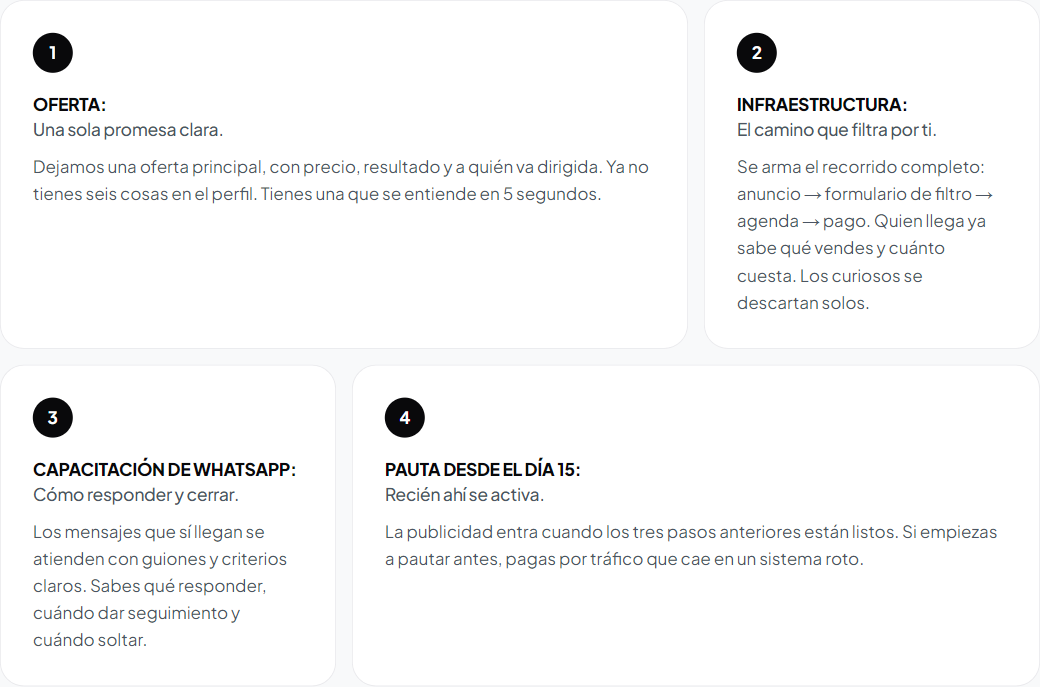 1
OFERTA:
Una sola promesa clara.
Dejamos una oferta principal, con precio, resultado y a quién va dirigida. Ya no
tienes seis cosas en el perfil. Tienes una que se entiende en 5 segundos.
2
INFRAESTRUCTURA:
El camino que filtra por ti.
Se arma el recorrido completo:
anuncio → formulario de filtro →
agenda → pago. Quien llega ya
sabe qué vendes y cuánto
cuesta. Los curiosos se
descartan solos.
3
CAPACITACIÓN DE WHATSAPP:
Cómo responder y cerrar.
Los mensajes que sí llegan se
atienden con guiones y criterios
claros. Sabes qué responder,
cuándo dar seguimiento y
cuándo soltar.
4
PAUTA DESDE EL DÍA 15:
Recién ahí se activa.
La publicidad entra cuando los tres pasos anteriores están listos. Si empiezas
a pautar antes, pagas por tráfico que cae en un sistema roto.